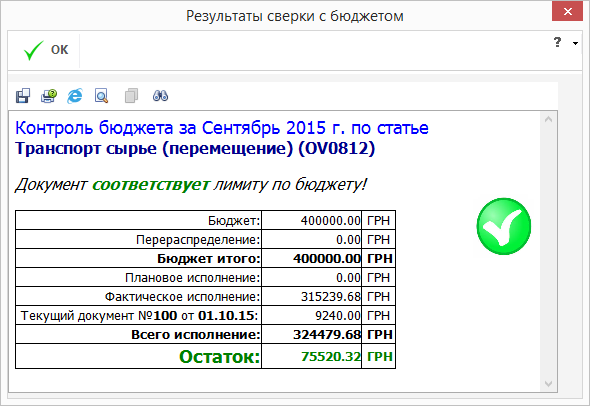 Результаты сверки с бюджетом
ОК
?
Контроль бюджета за Сентябрь 2015 г. по статье
Транспорт сырье (перемещение) (OV0812)
Документ соответствует лимиту по бюджету!
Бюджет: 400000.00 ГРН
Перераспределение: 0.00 ГРН
Бюджет итого: 400000.00 ГРН
Плановое исполнение: 0.00 ГРН
Фактическое исполнение: 315239.68 ГРН
Текущий документ №100 от 01.10.15: 9240.00 ГРН
Всего исполнение: 324479.68 ГРН
Остаток: 75520.32 ГРН